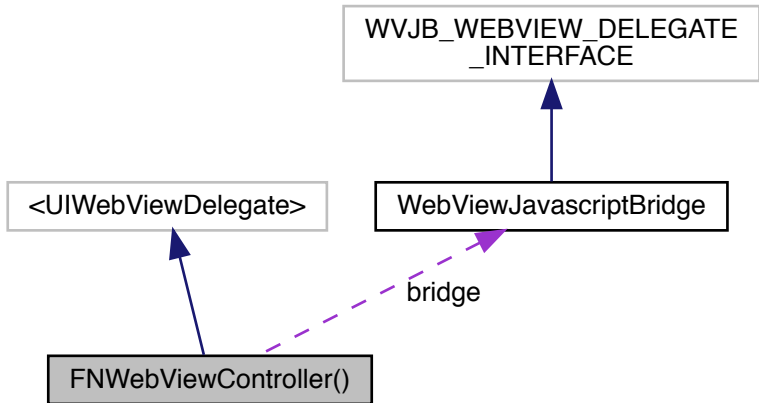 WVJB_WEBVIEW_DELEGATE
_INTERFACE
<UIWebViewDelegate>
WebViewJavascriptBridge
bridge
FNWebViewController()